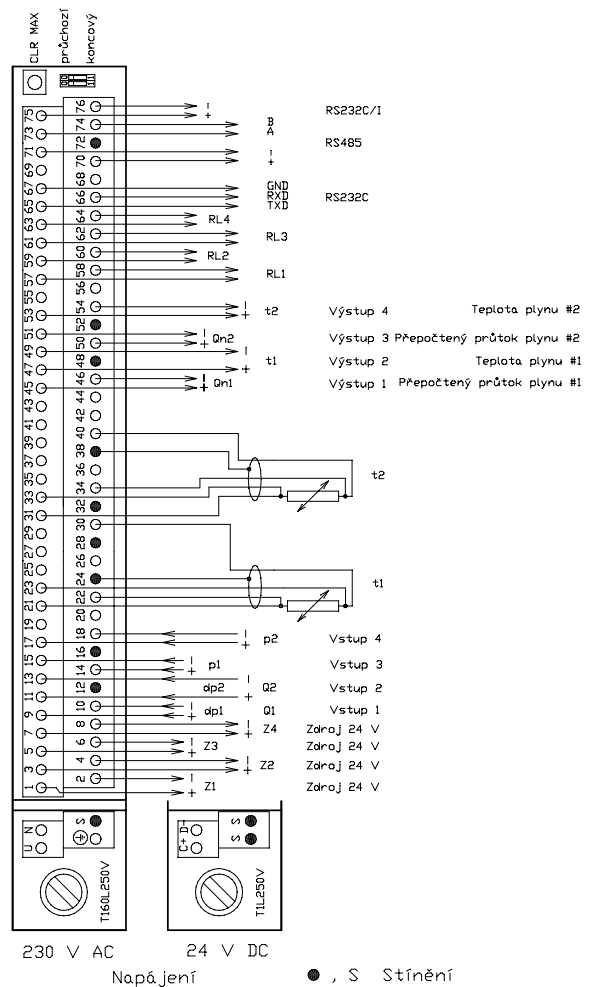 CLR MAX
průchozí
koncový
75 76
73 74
71 72
69 70
67 68
65 66
63 64
61 62
59 60
57 58
55 56
53 54
51 52
49 50
47 48
45 46
43 44
41 42
39 40
37 38
35 36
33 34
31 32
29 30
27 28
25 26
23 24
21 22
19 20
17 18
15 16
13 14
11 12
9 10
7 8
5 6
3 4
1 2
- + RS232C/I
B
A
RS485
- +
GND
RXD RS232C
TXD
RL4
RL3
RL2
RL1
- + t2 Výstup 4 Teplota plynu #2
- + Qn2 Výstup 3 Přepočtený průtok plynu #2
- + t1 Výstup 2 Teplota plynu #1
- + Qn1 Výstup 1 Přepočtený průtok plynu #1
t2
t1
- + p2 Vstup 4
- + p1 Vstup 3
- + dp2 Q2 Vstup 2
- + dp1 Q1 Vstup 1
- + Z4 Zdroj 24 V
- + Z3 Zdroj 24 V
- + Z2 Zdroj 24 V
- + Z1 Zdroj 24 V
U N S
T160L250V
C+ D- S S
T1L250V
230 V AC 24 V DC
Napájení , S Stínění